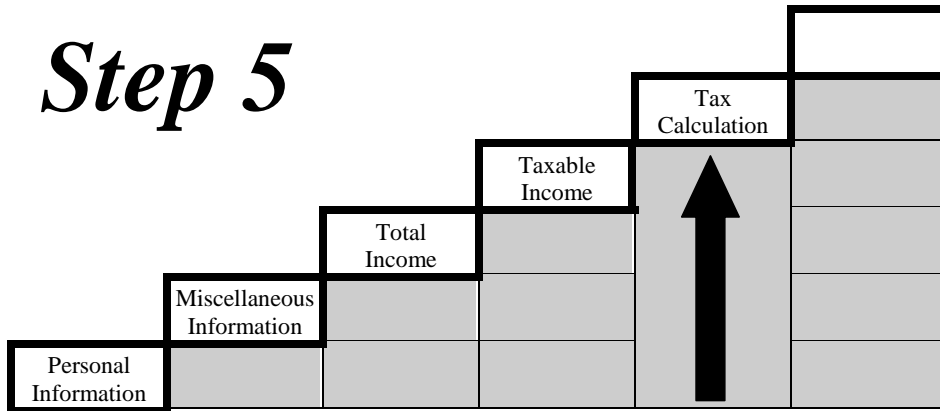 Step 5
Tax
Calculation
Taxable
Income
Total
Income
Miscellaneous
Information
Personal
Information